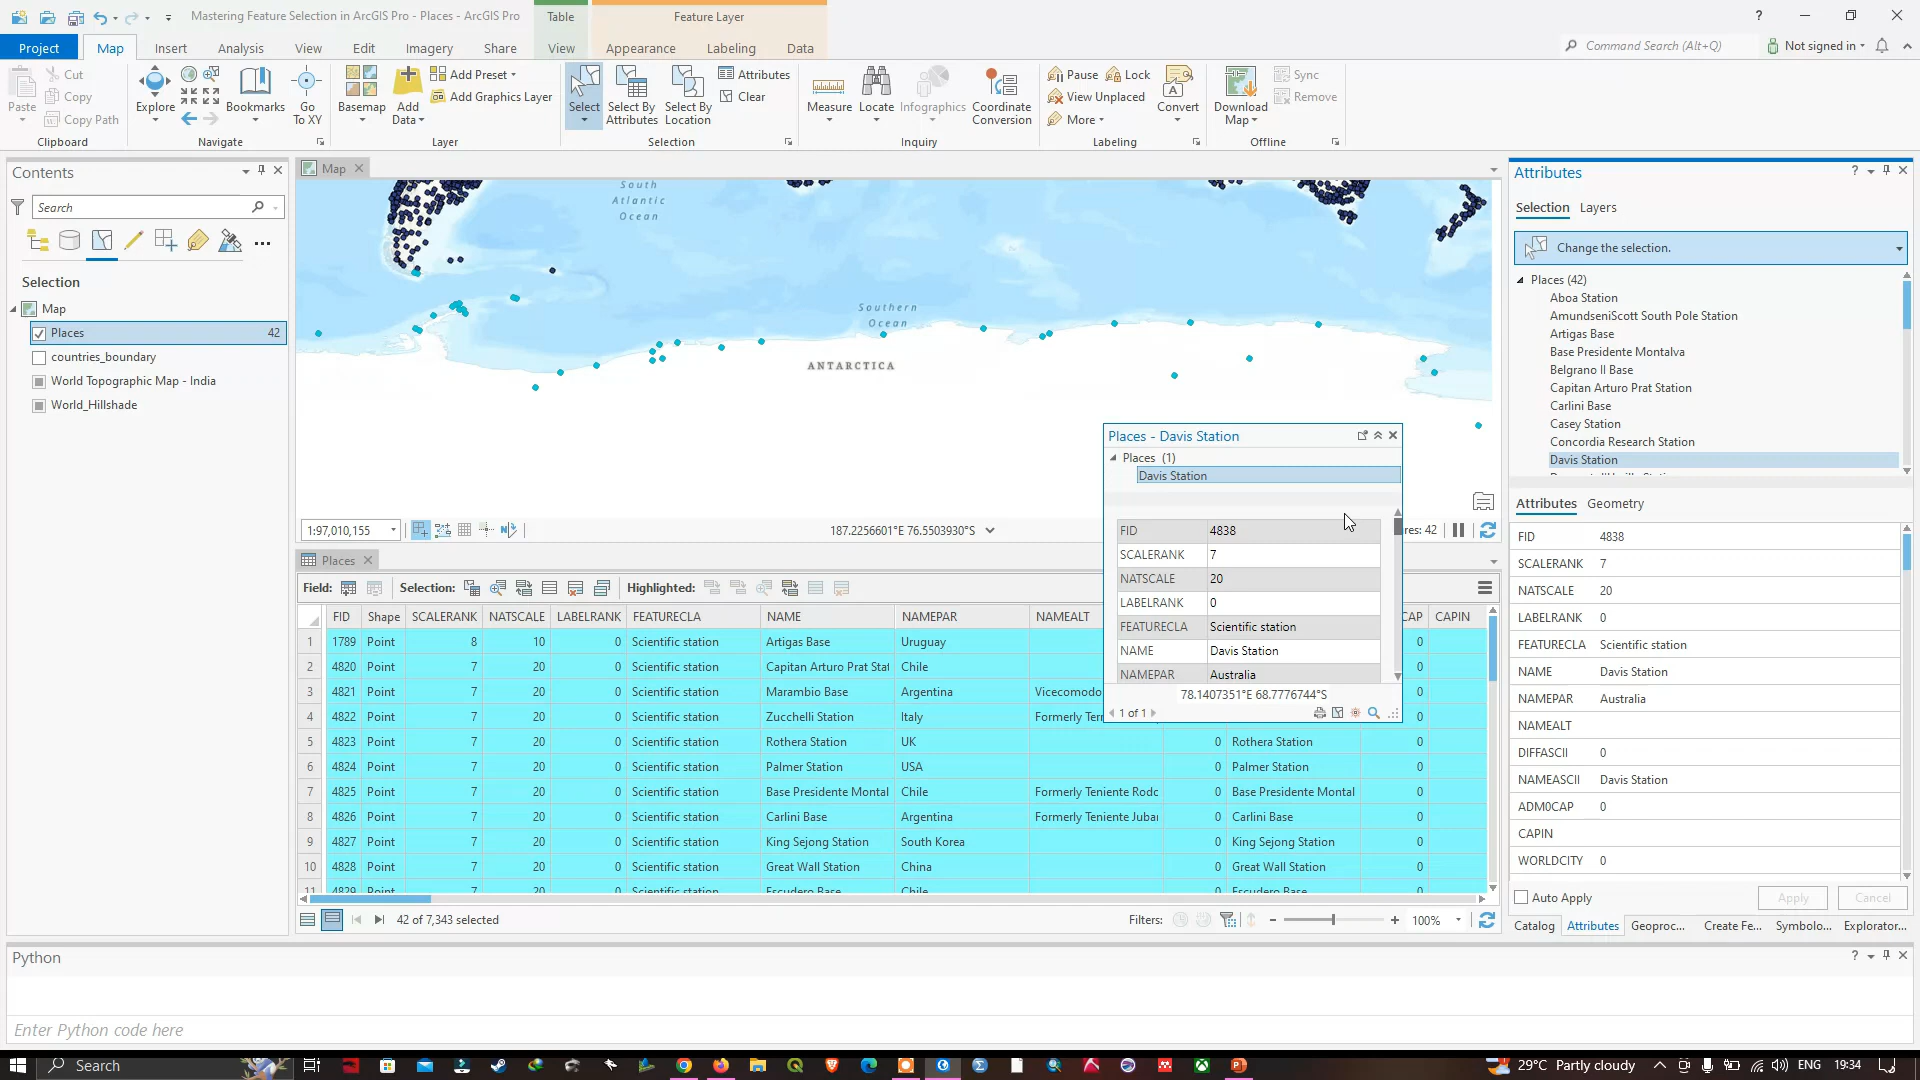 Mastering Feature Selection in ArcGIS Pro - Places - ArcGIS Pro
Table
Feature Layer
?
Project
Map
Insert
Analysis
View
Edit
Imagery
Share
View
Appearance
Labeling
Data
Command Search (Alt+Q)
Not signed in
Paste
Cut
Copy
Copy Path
Clipboard
Explore
Bookmarks
Go To XY
Navigate
Basemap
Add Data
Add Preset
Add Graphics Layer
Layer
Select
Select By Attributes
Select By Location
Attributes
Clear
Selection
Measure
Locate
Infographics
Coordinate Conversion
Inquiry
Pause
Lock
View Unplaced
More
Convert
Labeling
Download Map
Sync
Remove
Offline
Contents
Search
Selection
Map
Places 42
countries_boundary
World Topographic Map - India
World_Hillshade
Map
South
Atlantic
Ocean
Southern
Ocean
ANTARCTICA
1:97,010,155
187.2256601°E 76.5503930°S
res: 42
Places - Davis Station
Places (1)
Davis Station
FID 4838
SCALERANK 7
NATSCALE 20
LABELRANK 0
FEATURECLA Scientific station
NAME Davis Station
NAMEPAR Australia
78.1407351°E 68.7776744°S
1 of 1
Places
Field:
Selection:
Highlighted:
FID Shape SCALERANK NATSCALE LABELRANK FEATURECLA NAME NAMEPAR NAMEALT CAP CAPIN
1 1789 Point 8 10 0 Scientific station Artigas Base Uruguay 0
2 4820 Point 7 20 0 Scientific station Capitan Arturo Prat Stat Chile 0
3 4821 Point 7 20 0 Scientific station Marambio Base Argentina Vicecomodo 0
4 4822 Point 7 20 0 Scientific station Zucchelli Station Italy Formerly Terr 0
5 4823 Point 7 20 0 Scientific station Rothera Station UK 0 Rothera Station 0
6 4824 Point 7 20 0 Scientific station Palmer Station USA 0 Palmer Station 0
7 4825 Point 7 20 0 Scientific station Base Presidente Montal Chile Formerly Teniente Rodc 0 Base Presidente Montal 0
8 4826 Point 7 20 0 Scientific station Carlini Base Argentina Formerly Teniente Jubar 0 Carlini Base 0
9 4827 Point 7 20 0 Scientific station King Sejong Station South Korea 0 King Sejong Station 0
10 4828 Point 7 20 0 Scientific station Great Wall Station China 0 Great Wall Station 0
11 4829 Point 7 20 0 Scientific station Escudero Base Chile 0 Escudero Base 0
42 of 7,343 selected
Filters:
100%
Attributes
?
Selection
Layers
Change the selection.
Places (42)
Aboa Station
AmundseniScott South Pole Station
Artigas Base
Base Presidente Montalva
Belgrano II Base
Capitan Arturo Prat Station
Carlini Base
Casey Station
Concordia Research Station
Davis Station
Attributes
Geometry
FID 4838
SCALERANK 7
NATSCALE 20
LABELRANK 0
FEATURECLA Scientific station
NAME Davis Station
NAMEPAR Australia
NAMEALT
DIFFASCII 0
NAMEASCII Davis Station
ADM0CAP 0
CAPIN
WORLDCITY 0
Auto Apply
Apply
Cancel
Catalog
Attributes
Geoproc...
Create Fe...
Symbolo...
Explorator...
Python
?
Enter Python code here
Search
29°C Partly cloudy
ENG
19:34